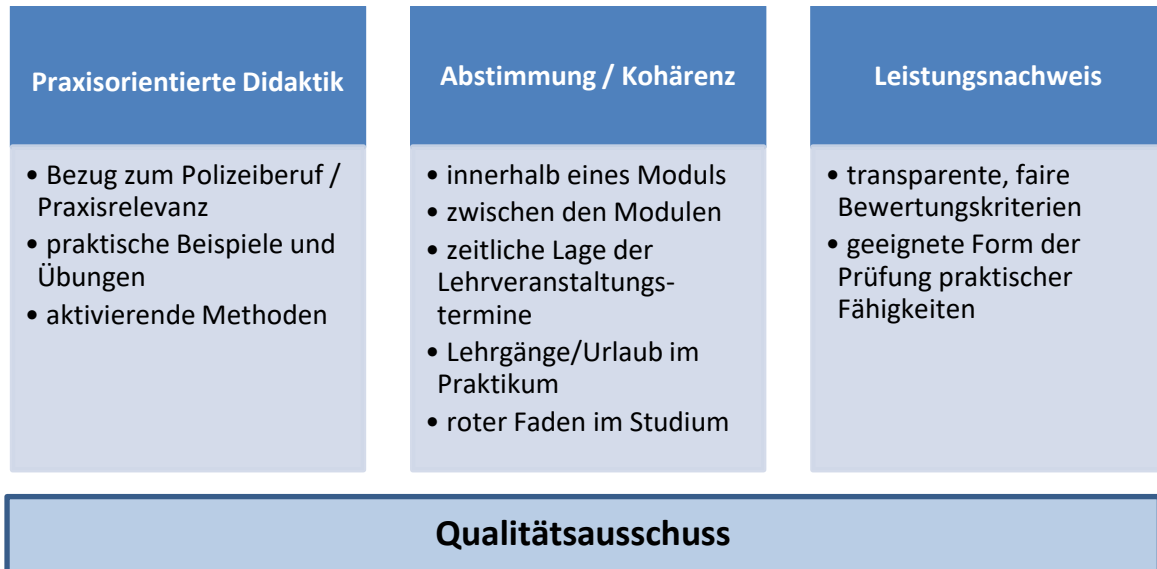 Praxisorientierte Didaktik
• Bezug zum Polizeiberuf /
Praxisrelevanz
• praktische Beispiele und
Übungen
• aktivierende Methoden
Abstimmung / Kohärenz
• innerhalb eines Moduls
• zwischen den Modulen
• zeitliche Lage der
Lehrveranstaltungs-
termine
• Lehrgänge/Urlaub im
Praktikum
• roter Faden im Studium
Leistungsnachweis
• transparente, faire
Bewertungskriterien
• geeignete Form der
Prüfung praktischer
Fähigkeiten
Qualitätsausschuss